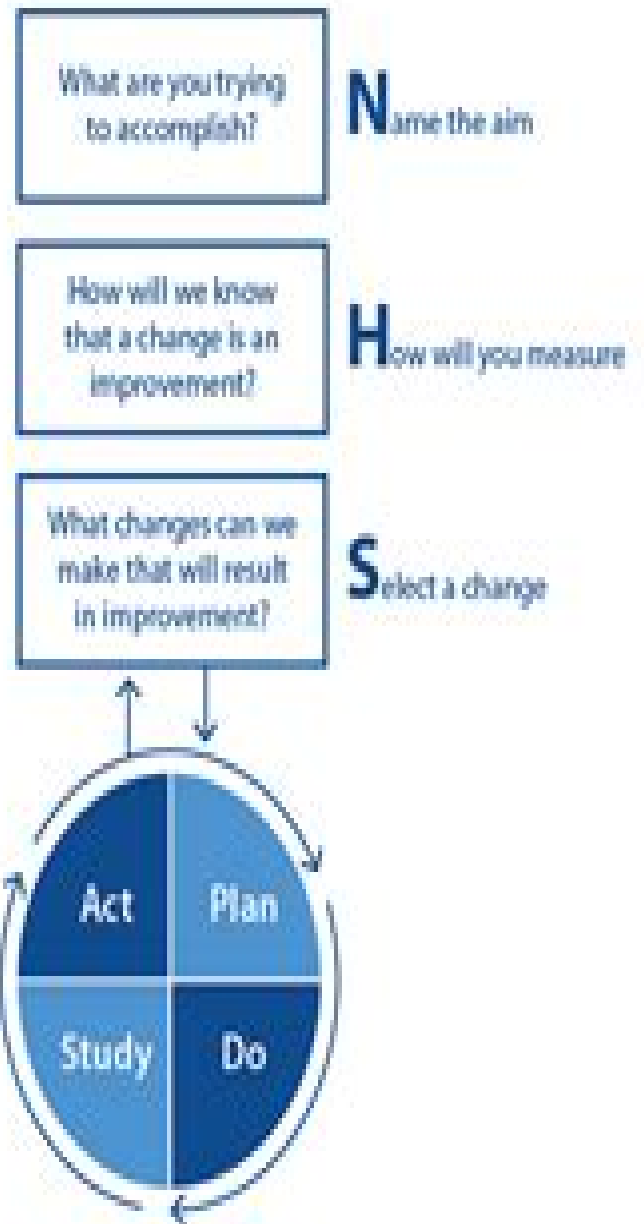 What are you trying
to accomplish?
Name the aim
How will we know
that a change is an
improvement?
How will you measure
What changes can we
make that will result
in improvement?
Select a change
Act
Plan
Study
Do